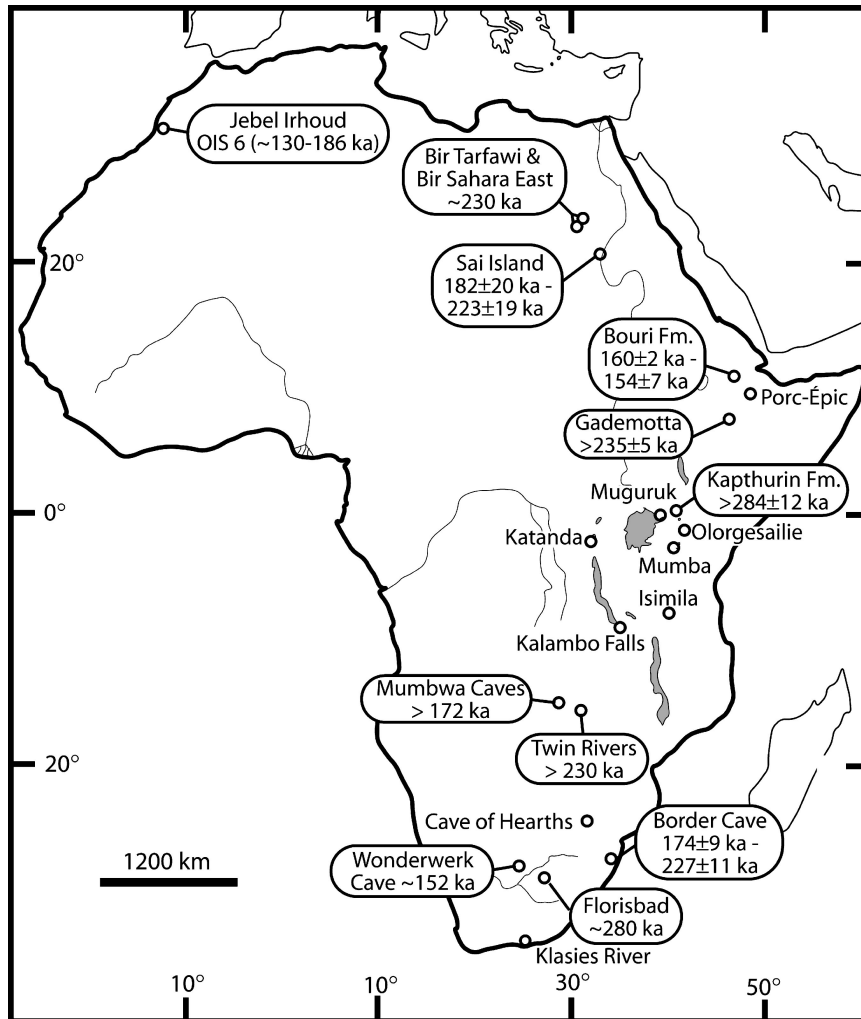 Jebel Irhoud
OIS 6 (~130-186 ka)
Bir Tarfawi &
Bir Sahara East
~230 ka
20°
Sai Island
182±20 ka -
223±19 ka
Bouri Fm.
160±2 ka -
154±7 ka
Porc-Épic
Gademotta
>235±5 ka
Kapthurin Fm.
>284±12 ka
Muguruk
0°
Katanda
Olorgesailie
Mumba
Isimila
Kalambo Falls
Mumbwa Caves
> 172 ka
Twin Rivers
> 230 ka
20°
Cave of Hearths
Border Cave
174±9 ka -
227±11 ka
1200 km
Wonderwerk
Cave ~152 ka
Florisbad
~280 ka
Klasies River
10°
10°
30°
50°